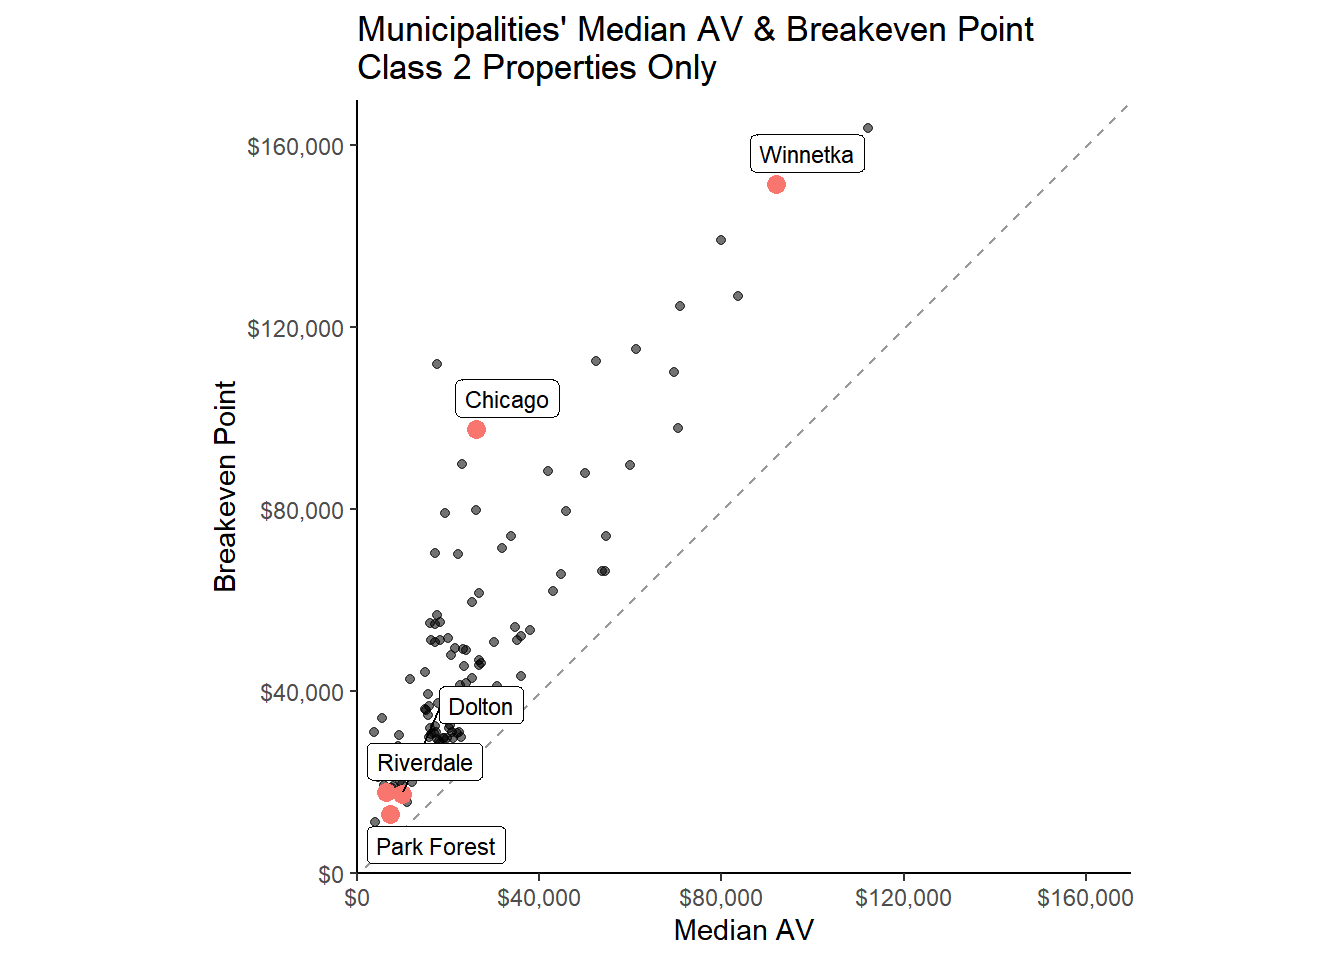 Municipalities' Median AV & Breakeven Point
Class 2 Properties Only
$160,000
$120,000
$80,000
$40,000
$0
Breakeven Point
Winnetka
Chicago
Dolton
Riverdale
Park Forest
$0
$40,000
$80,000
$120,000
$160,000
Median AV